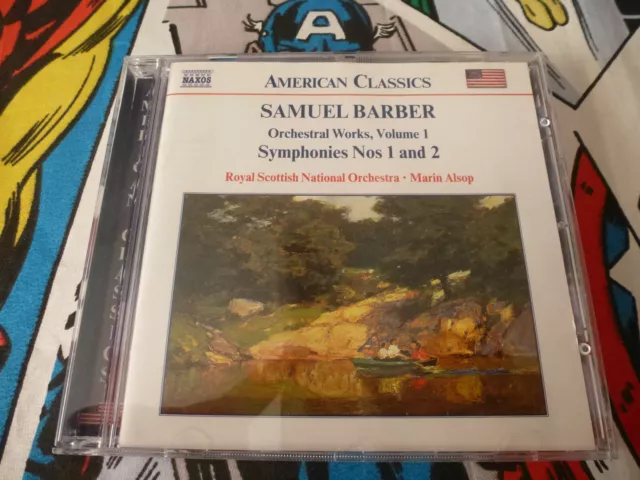 A
NAXOS
AMERICAN CLASSICS
SAMUEL BARBER
Orchestral Works, Volume 1
Symphonies Nos 1 and 2
Royal Scottish National Orchestra · Marin Alsop